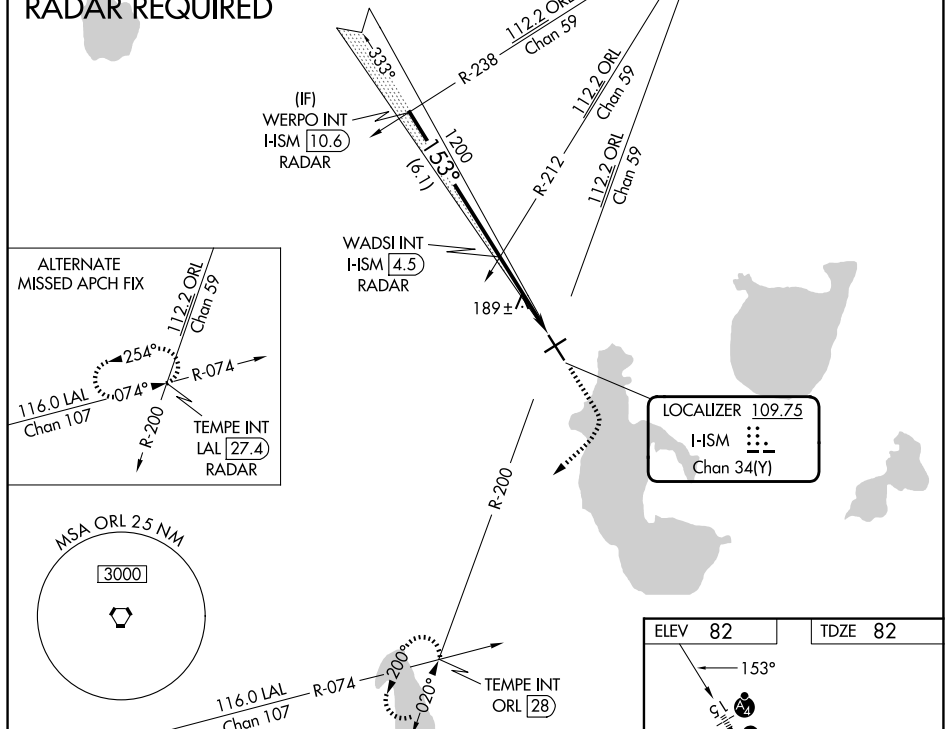 RADAR REQUIRED
112.2 ORL
Chan 59
R-238
333°
(IF)
WERPO INT
I-ISM 10.6
RADAR
1200
153°
(6.1)
112.2 ORL
Chan 59
R-212
112.2 ORL
Chan 59
WADSI INT
I-ISM 4.5
RADAR
189±
ALTERNATE
MISSED APCH FIX
112.2 ORL
Chan 59
254°
074°
R-074
116.0 LAL
Chan 107
R-200
TEMPE INT
LAL 27.4
RADAR
LOCALIZER 109.75
I-ISM
Chan 34(Y)
R-200
MSA ORL 25 NM
3000
116.0 LAL
Chan 107
R-074
200°
020°
TEMPE INT
ORL 28
ELEV 82
TDZE 82
153°
15
A4